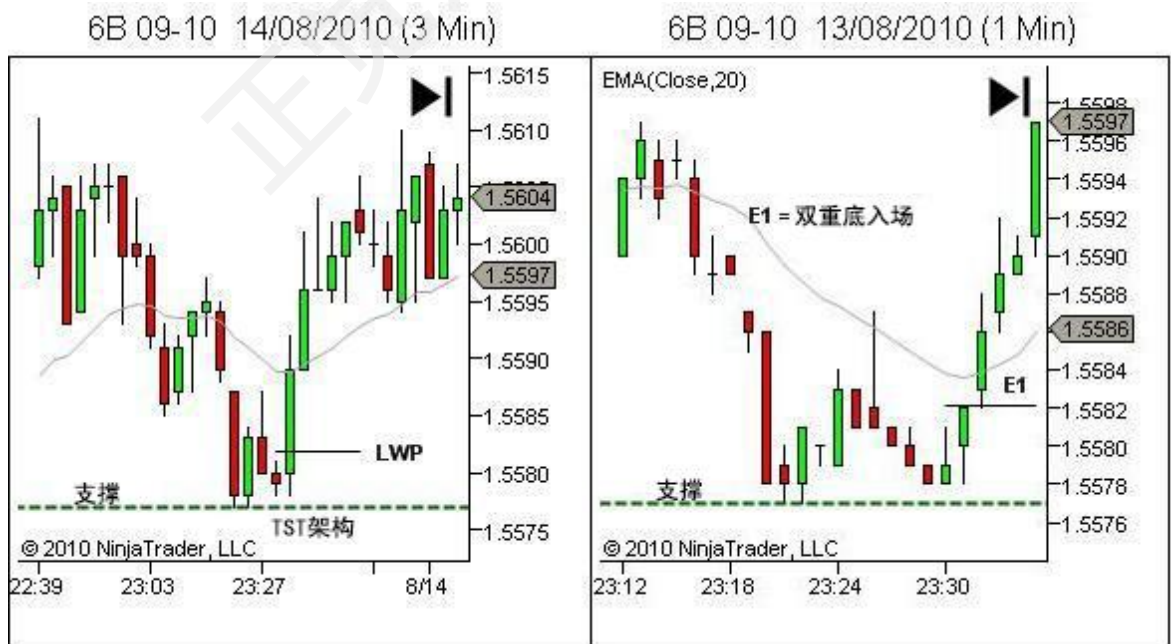 6B 09-10 14/08/2010 (3 Min)
1.5615
1.5610
1.5604
1.5600
1.5597
1.5595
1.5590
1.5585
LWP
1.5580
支撑
TST架构
1.5575
© 2010 NinjaTrader, LLC
22:39 23:03 23:27 8/14
6B 09-10 13/08/2010 (1 Min)
EMA(Close,20)
1.5598
1.5597
1.5596
1.5594
E1 = 双重底入场
1.5592
1.5590
1.5588
1.5586
1.5584
E1
1.5582
1.5580
支撑
1.5578
1.5576
© 2010 NinjaTrader, LLC
23:12 23:18 23:24 23:30